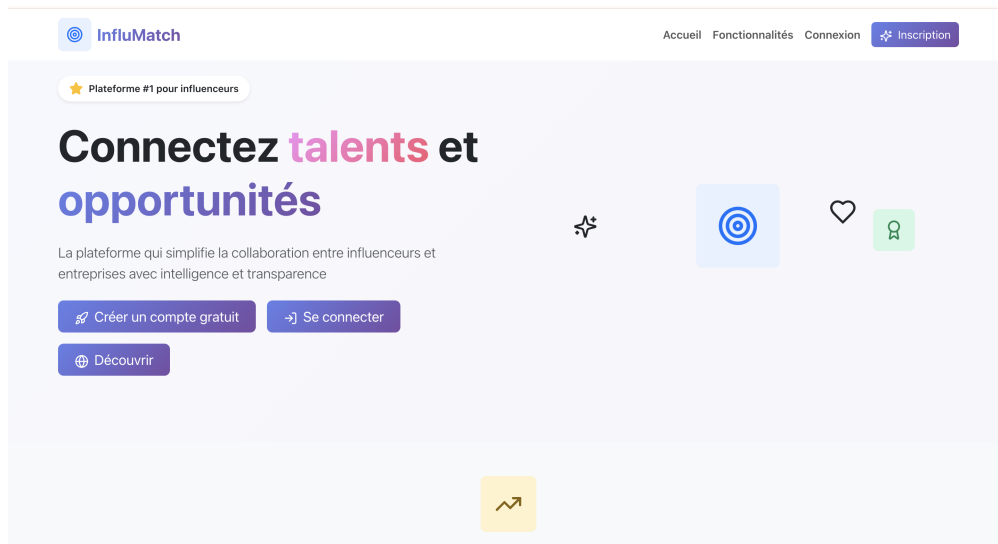 InfluMatch
Accueil Fonctionnalités Connexion Inscription
Plateforme #1 pour influenceurs
Connectez talents et
opportunités
La plateforme qui simplifie la collaboration entre influenceurs et
entreprises avec intelligence et transparence
Créer un compte gratuit
Se connecter
Découvrir